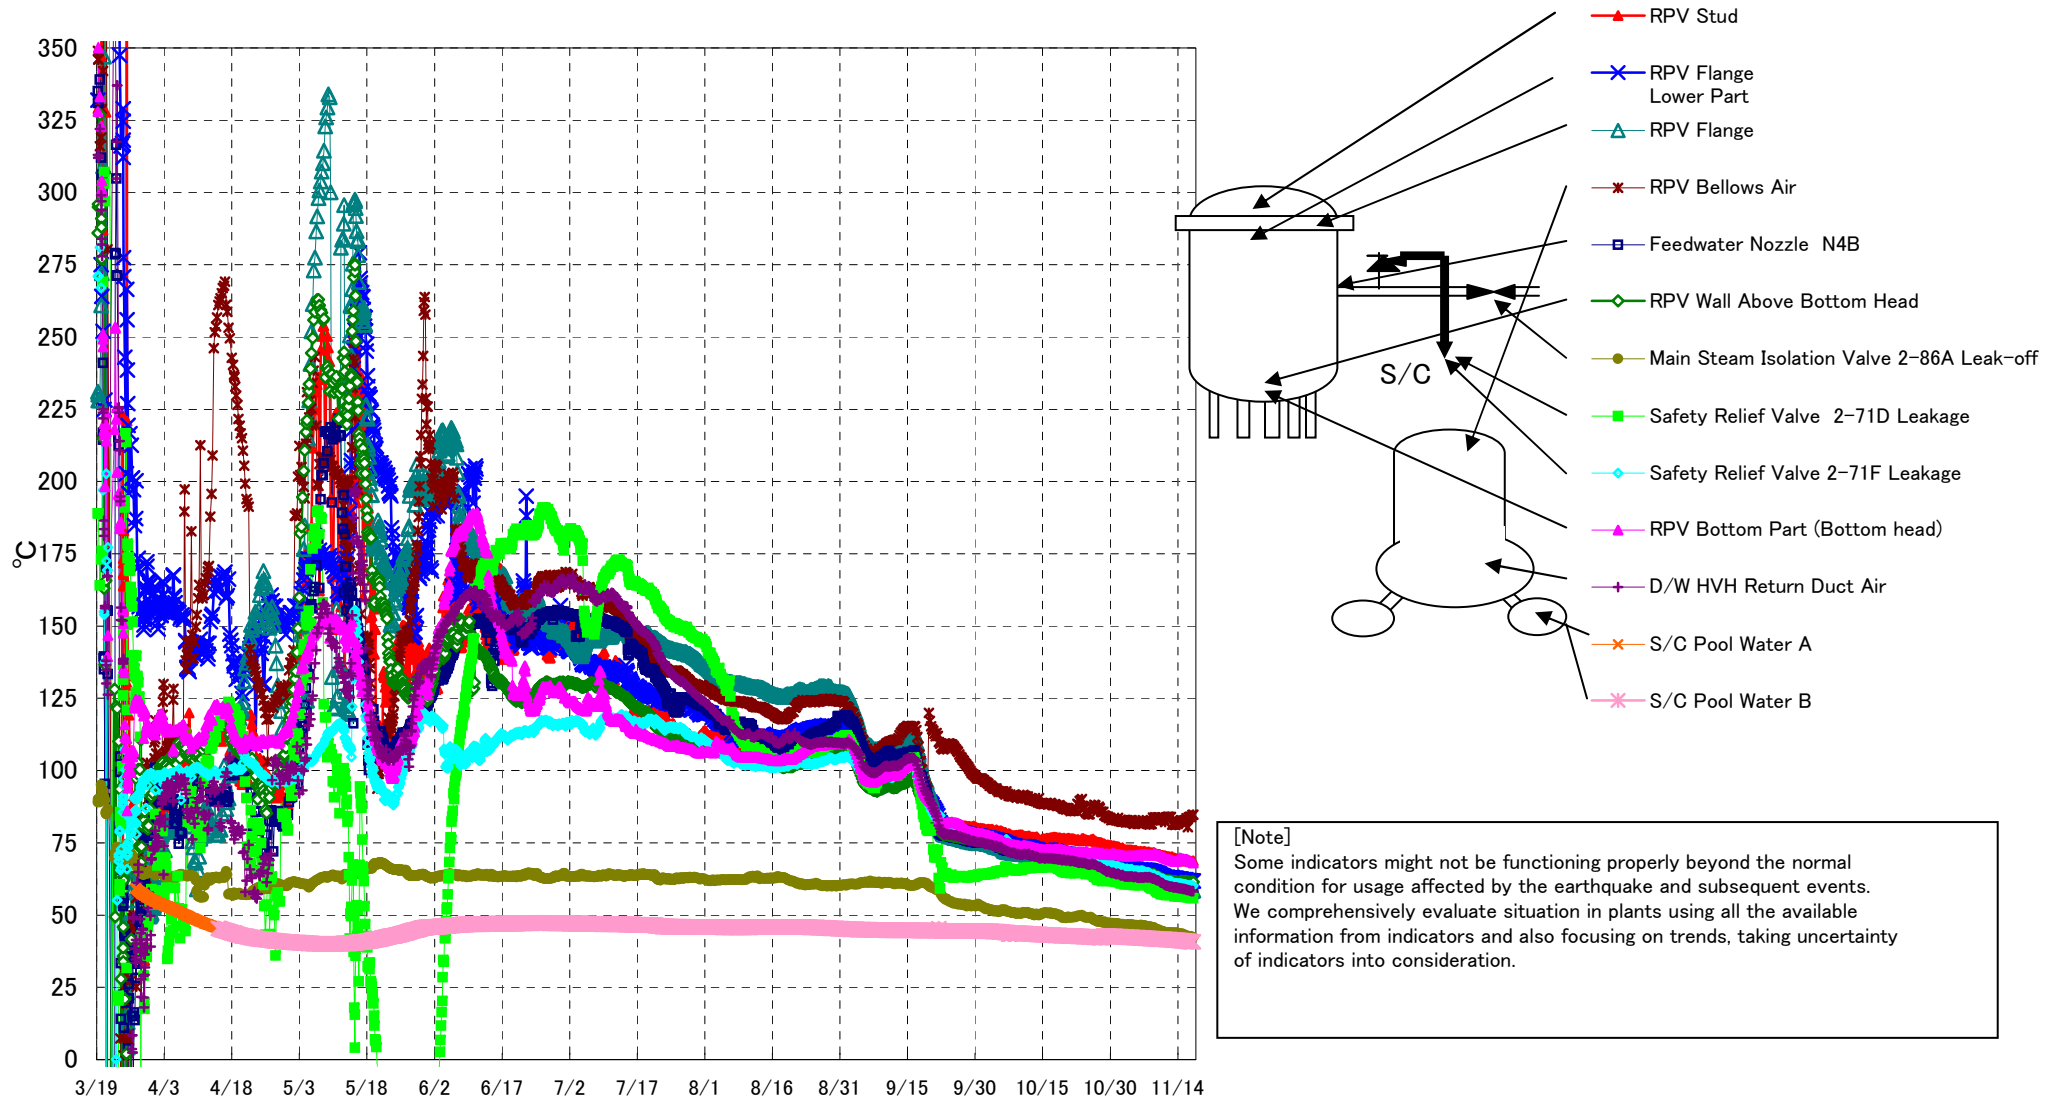 350
325
300
275
250
225
200
175
150
125
100
75
50
25
0
℃
3/19 4/3 4/18 5/3 5/18 6/2 6/17 7/2 7/17 8/1 8/16 8/31 9/15 9/30 10/15 10/30 11/14
RPV Stud
RPV Flange
Lower Part
RPV Flange
RPV Bellows Air
Feedwater Nozzle N4B
RPV Wall Above Bottom Head
Main Steam Isolation Valve 2-86A Leak-off
Safety Relief Valve 2-71D Leakage
Safety Relief Valve 2-71F Leakage
RPV Bottom Part (Bottom head)
D/W HVH Return Duct Air
S/C Pool Water A
S/C Pool Water B
S/C
[Note]
Some indicators might not be functioning properly beyond the normal
condition for usage affected by the earthquake and subsequent events.
We comprehensively evaluate situation in plants using all the available
information from indicators and also focusing on trends, taking uncertainty
of indicators into consideration.